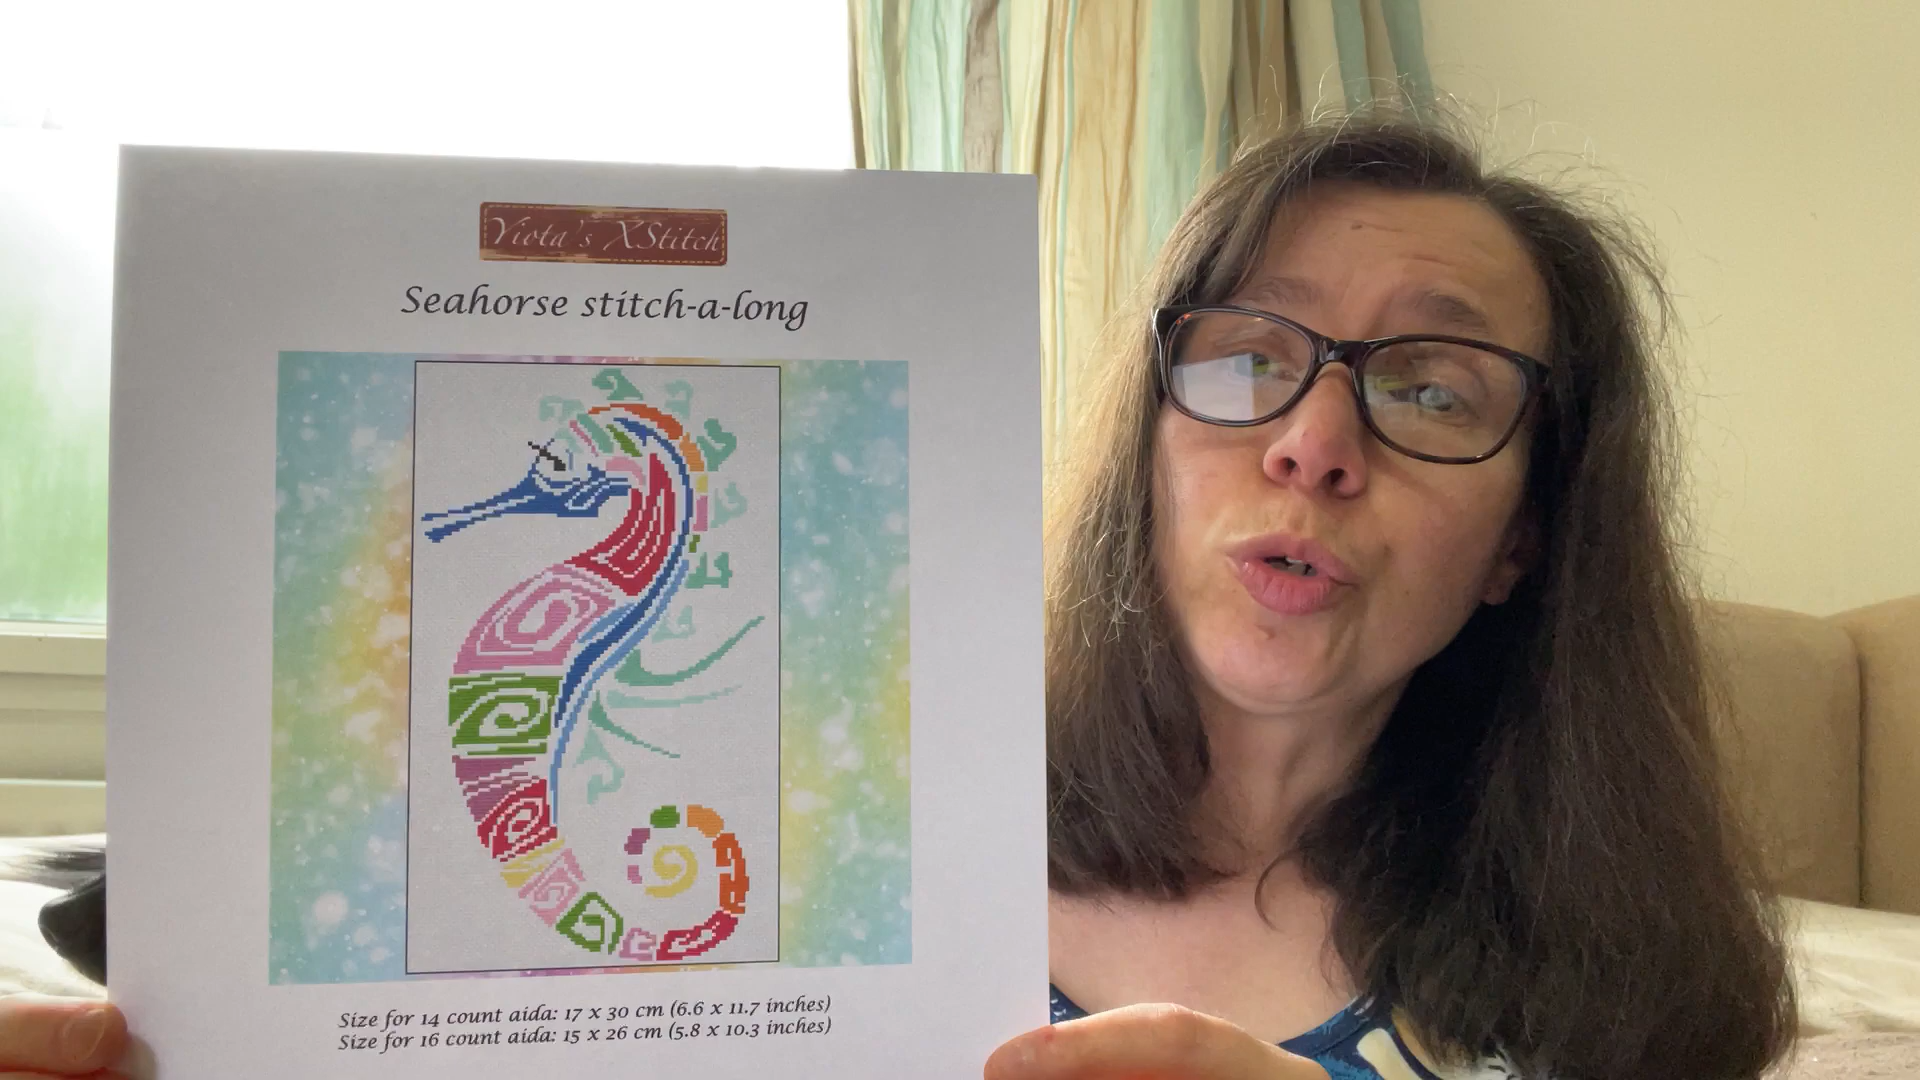 Yiota's XStitch
Seahorse stitch-a-long
Size for 14 count aida: 17 x 30 cm (6.6 x 11.7 inches)
Size for 16 count aida: 15 x 26 cm (5.8 x 10.3 inches)